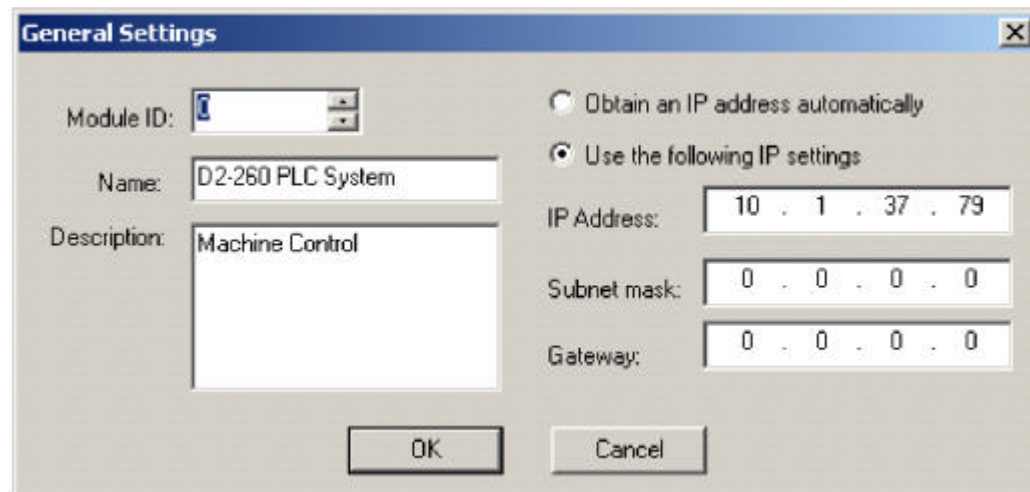 General Settings
Module ID: 0
Name: D2-260 PLC System
Description: Machine Control
Obtain an IP address automatically
Use the following IP settings
IP Address: 10 . 1 . 37 . 79
Subnet mask: 0 . 0 . 0 . 0
Gateway: 0 . 0 . 0 . 0
OK
Cancel